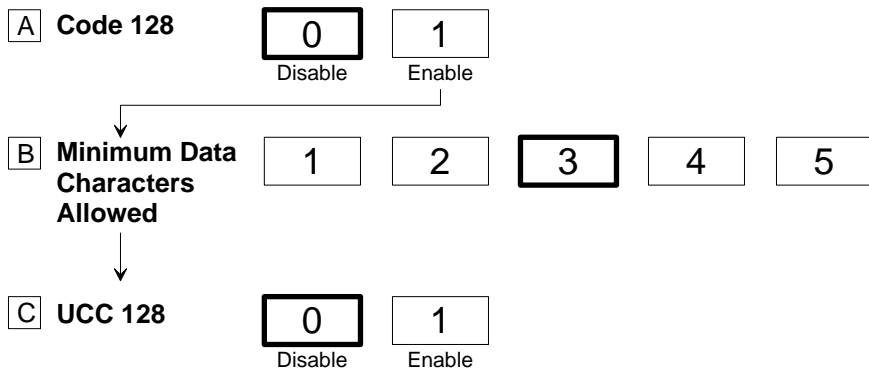 A Code 128 0 1
Disable Enable
B Minimum Data 1 2 3 4 5
Characters
Allowed
C UCC 128 0 1
Disable Enable